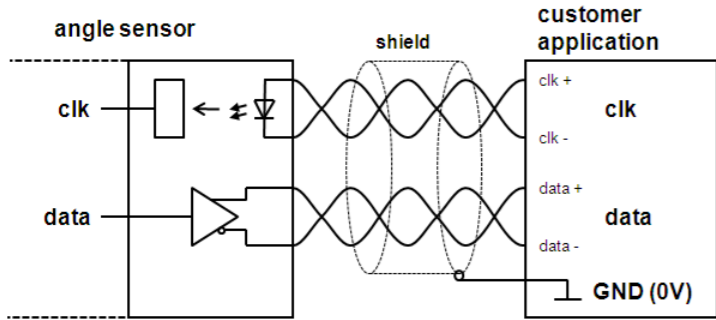 angle sensor
shield
customer
application
clk
clk +
clk
clk -
data
data +
data
data -
GND (0V)